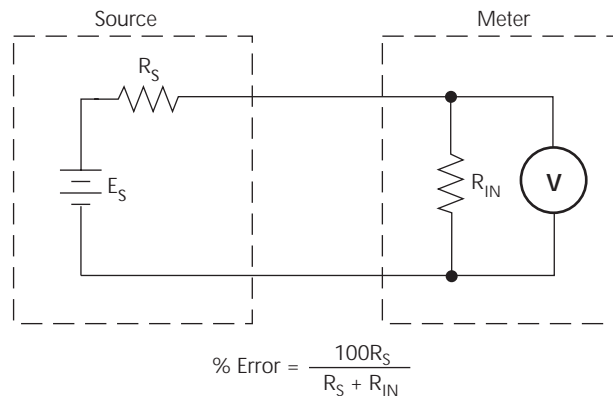 Source
Meter
R_S
E_S
R_IN
V
% Error = 100R_S / R_S + R_IN